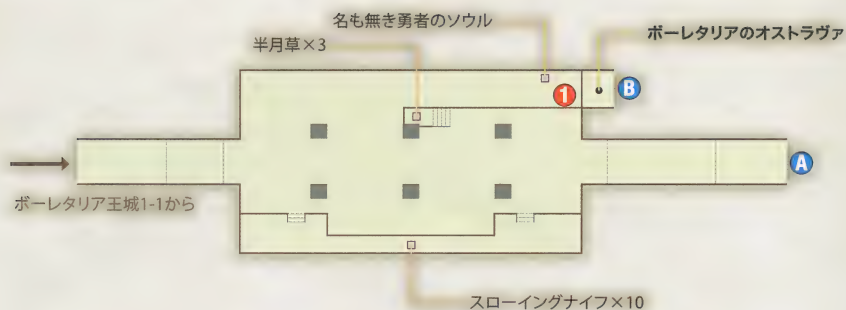 名も無き勇者のソウル
半月草×3
ボーレタリアのオストラヴァ
1
B
A
ボーレタリア王城1-1から
スローイングナイフ×10